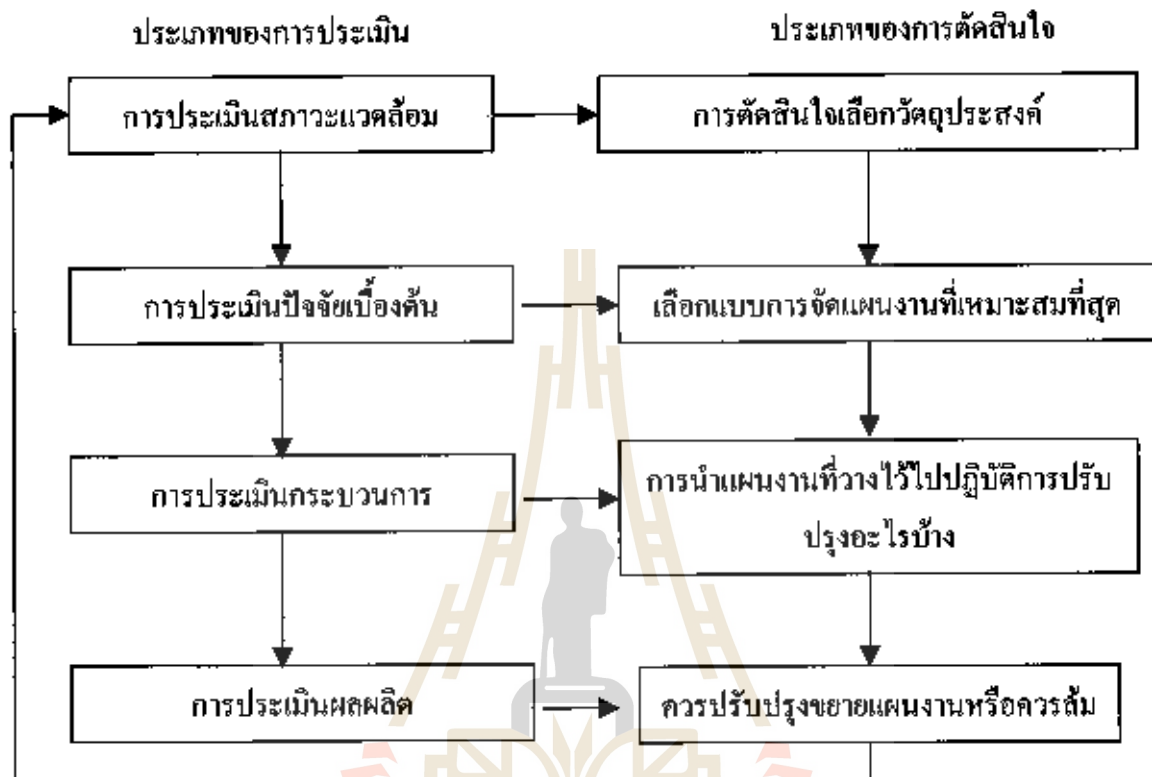 ประเภทของการประเมิน
ประเภทของการตัดสินใจ
การประเมินสภาวะแวดล้อม
การตัดสินใจเลือกวัตถุประสงค์
การประเมินปัจจัยเบื้องต้น
เลือกแบบการจัดแผนงานที่เหมาะสมที่สุด
การประเมินกระบวนการ
การนำแผนงานที่วางไว้ไปปฏิบัติการปรับ
ปรุงอะไรบ้าง
การประเมินผลผลิต
ควรปรับปรุงขยายแผนงานหรือควรล้ม